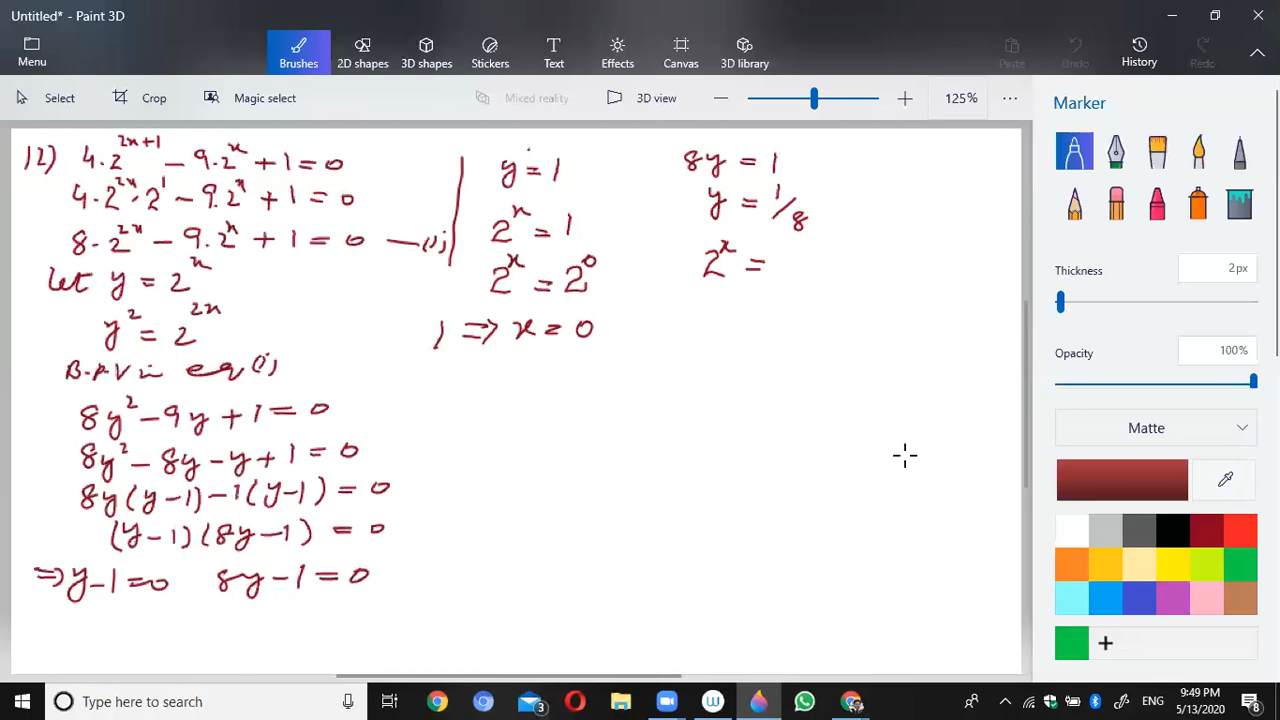 Untitled* - Paint 3D
Menu
Brushes
2D shapes
3D shapes
Stickers
Text
Effects
Canvas
3D library
Paste
Undo
History
Redo
Select
Crop
Magic select
Mixed reality
3D view
125%
12) 4.2^{2x+1} - 9.2^x + 1 = 0
4.2^{2x}.2^1 - 9.2^x + 1 = 0
8.2^{2x} - 9.2^x + 1 = 0 —(i)
let y = 2^x
y^2 = 2^{2x}
B.P.V in eq(i)
8y^2 - 9y + 1 = 0
8y^2 - 8y - y + 1 = 0
8y(y-1) - 1(y-1) = 0
(y-1)(8y-1) = 0
⇒ y-1=0 8y-1=0
y = 1
2^x = 1
2^x = 2^0
⇒ x = 0
8y = 1
y = 1/8
2^x =
Marker
Thickness
2px
Opacity
100%
Matte
Type here to search
3
W
ENG
9:49 PM
5/13/2020
8